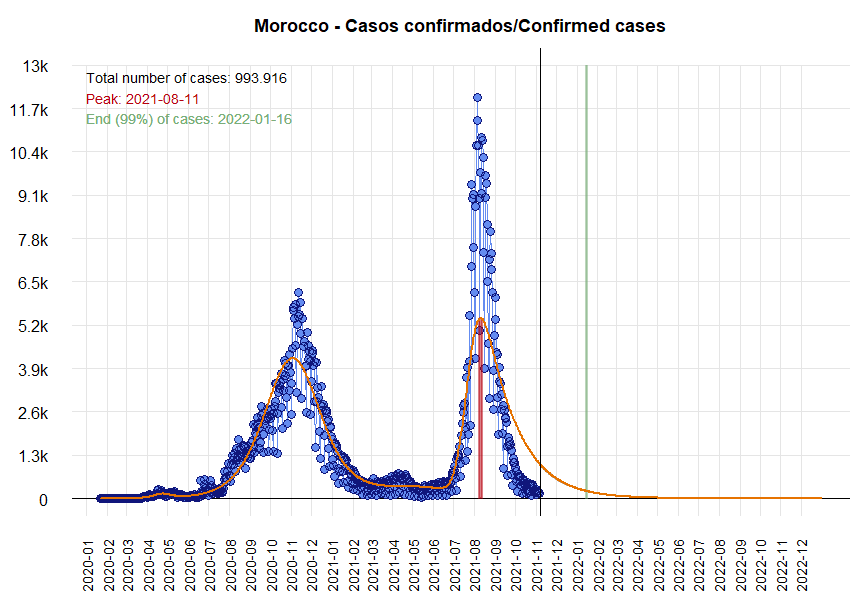 Morocco - Casos confirmados/Confirmed cases
13k
Total number of cases: 993.916
Peak: 2021-08-11
11.7k
End (99%) of cases: 2022-01-16
10.4k
9.1k
7.8k
6.5k
5.2k
3.9k
2.6k
1.3k
0
2020-01
2020-02
2020-03
2020-04
2020-05
2020-06
2020-07
2020-08
2020-09
2020-10
2020-11
2020-12
2021-01
2021-02
2021-03
2021-04
2021-05
2021-06
2021-07
2021-08
2021-09
2021-10
2021-11
2021-12
2022-01
2022-02
2022-03
2022-04
2022-05
2022-06
2022-07
2022-08
2022-09
2022-10
2022-11
2022-12